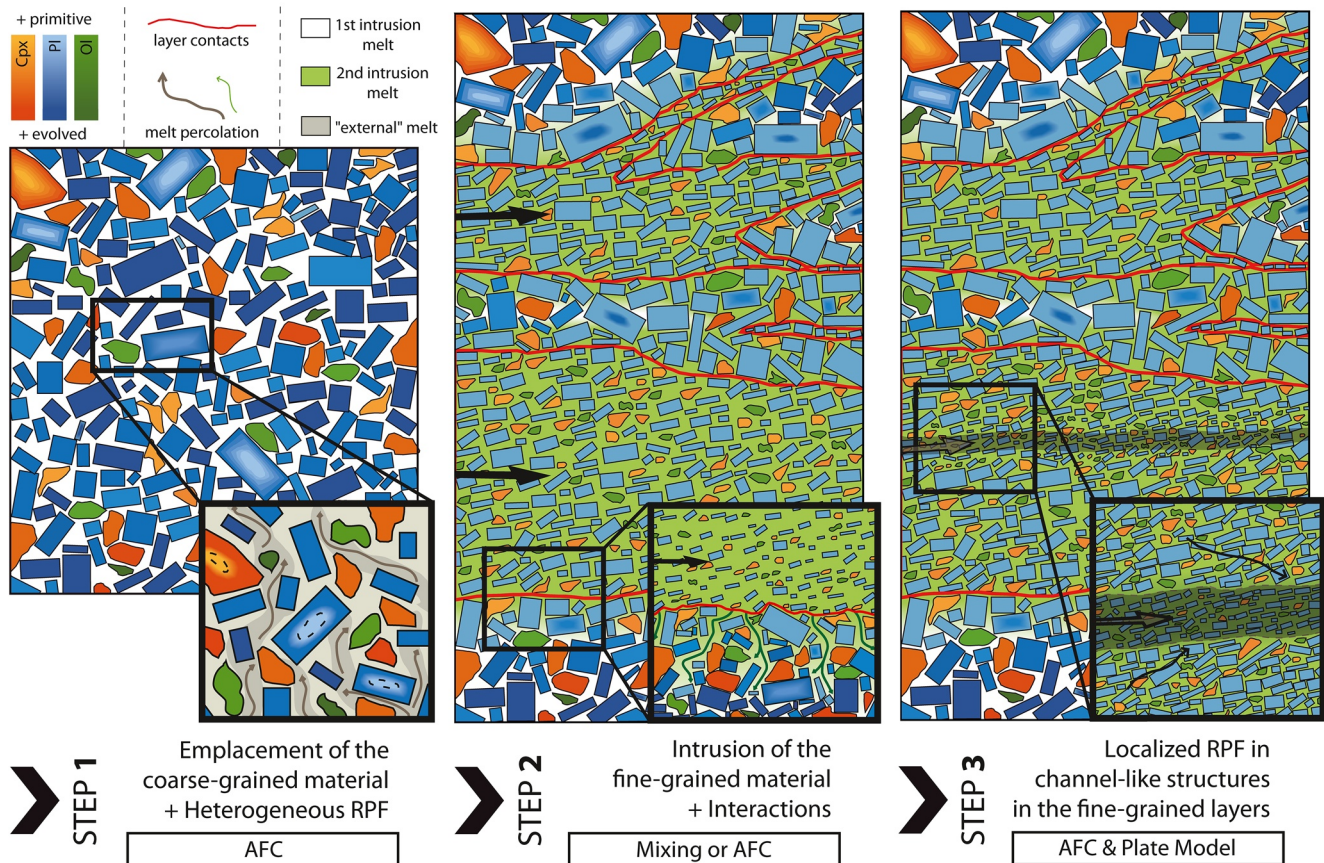 + primitive
Cpx
Pl
Ol
+ evolved
layer contacts
melt percolation
1st intrusion
melt
2nd intrusion
melt
"external" melt
STEP 1
Emplacement of the
coarse-grained material
+ Heterogeneous RPF
AFC
STEP 2
Intrusion of the
fine-grained material
+ Interactions
Mixing or AFC
STEP 3
Localized RPF in
channel-like structures
in the fine-grained layers
AFC & Plate Model